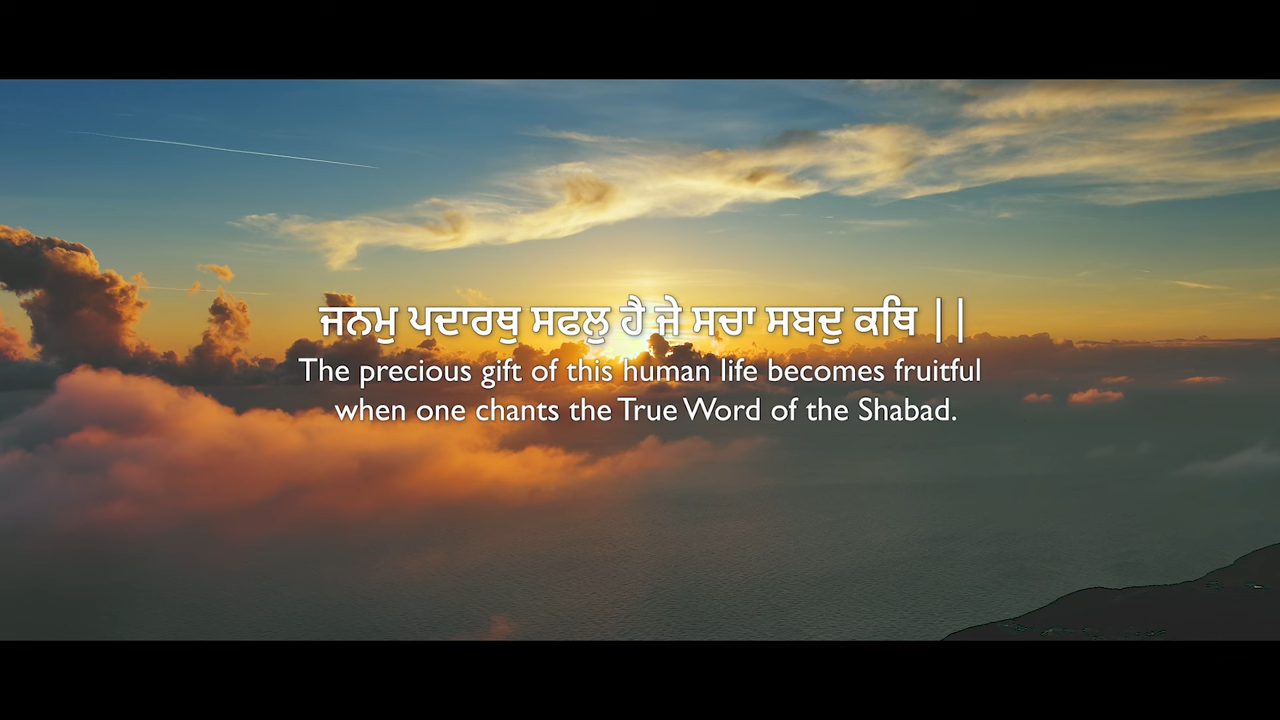 ਜਨਮੁ ਪਦਾਰਥੁ ਸਫਲੁ ਹੈ ਜੇ ਸਚਾ ਸਬਦੁ ਕਥਿ ||
The precious gift of this human life becomes fruitful
when one chants the True Word of the Shabad.